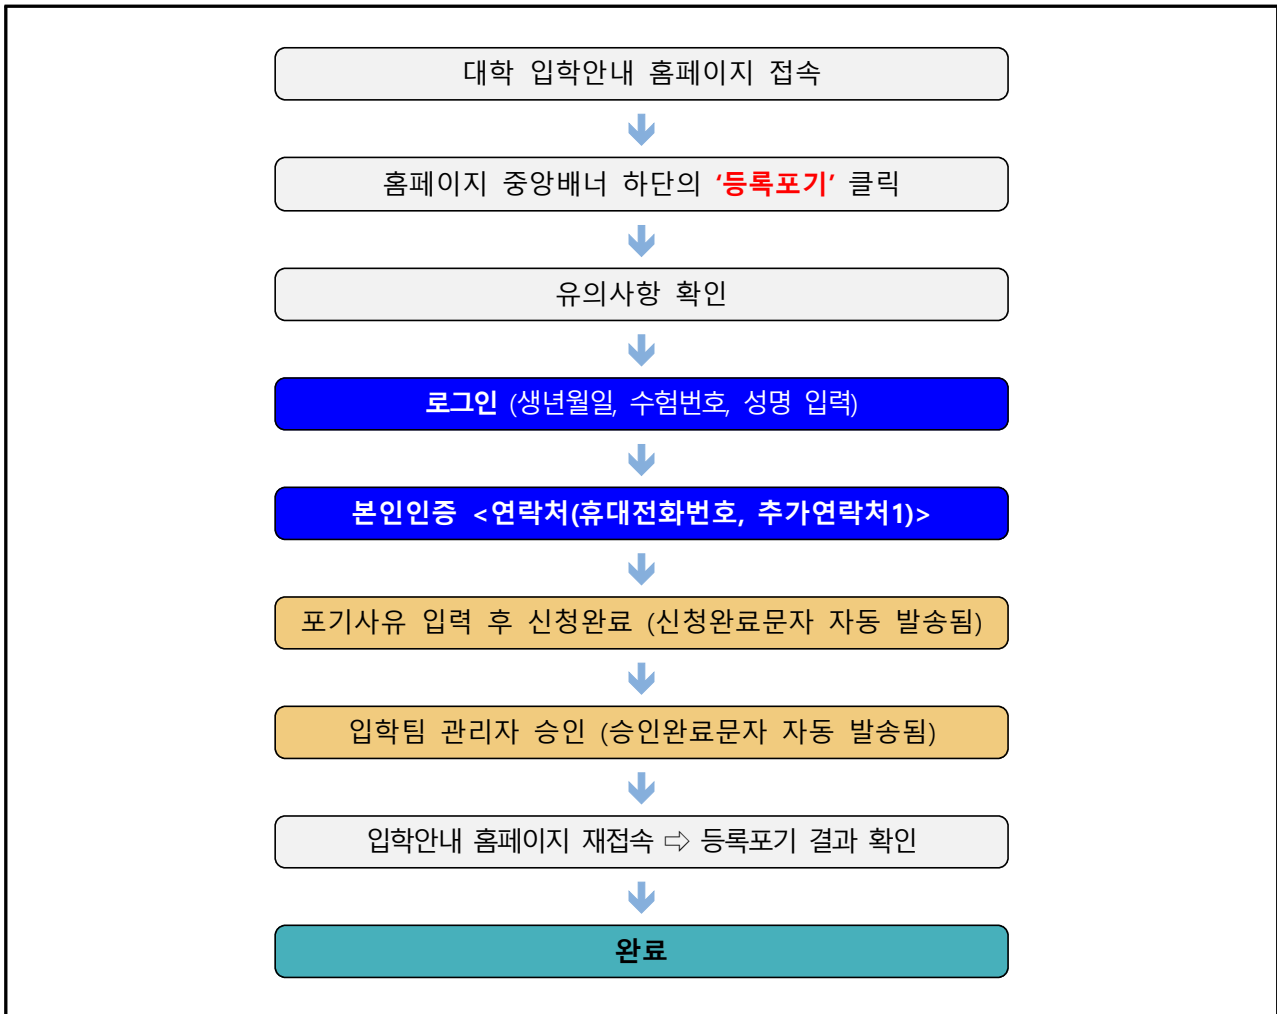 대학 입학안내 홈페이지 접속
홈페이지 중앙배너 하단의 ‘등록포기’ 클릭
유의사항 확인
로그인 (생년월일, 수험번호, 성명 입력)
본인인증 <연락처(휴대전화번호, 추가연락처1)>
포기사유 입력 후 신청완료 (신청완료문자 자동 발송됨)
입학팀 관리자 승인 (승인완료문자 자동 발송됨)
입학안내 홈페이지 재접속 ⇨ 등록포기 결과 확인
완료